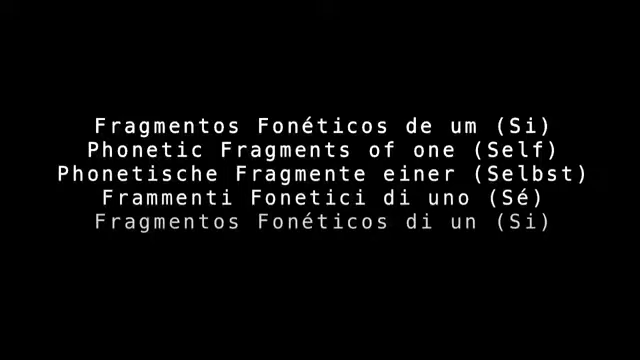 Fragmentos Fonéticos de um (Si)
Phonetic Fragments of one (Self)
Phonetische Fragmente einer (Selbst)
Frammenti Fonetici di uno (Sé)
Fragmentos Fonéticos di un (Si)